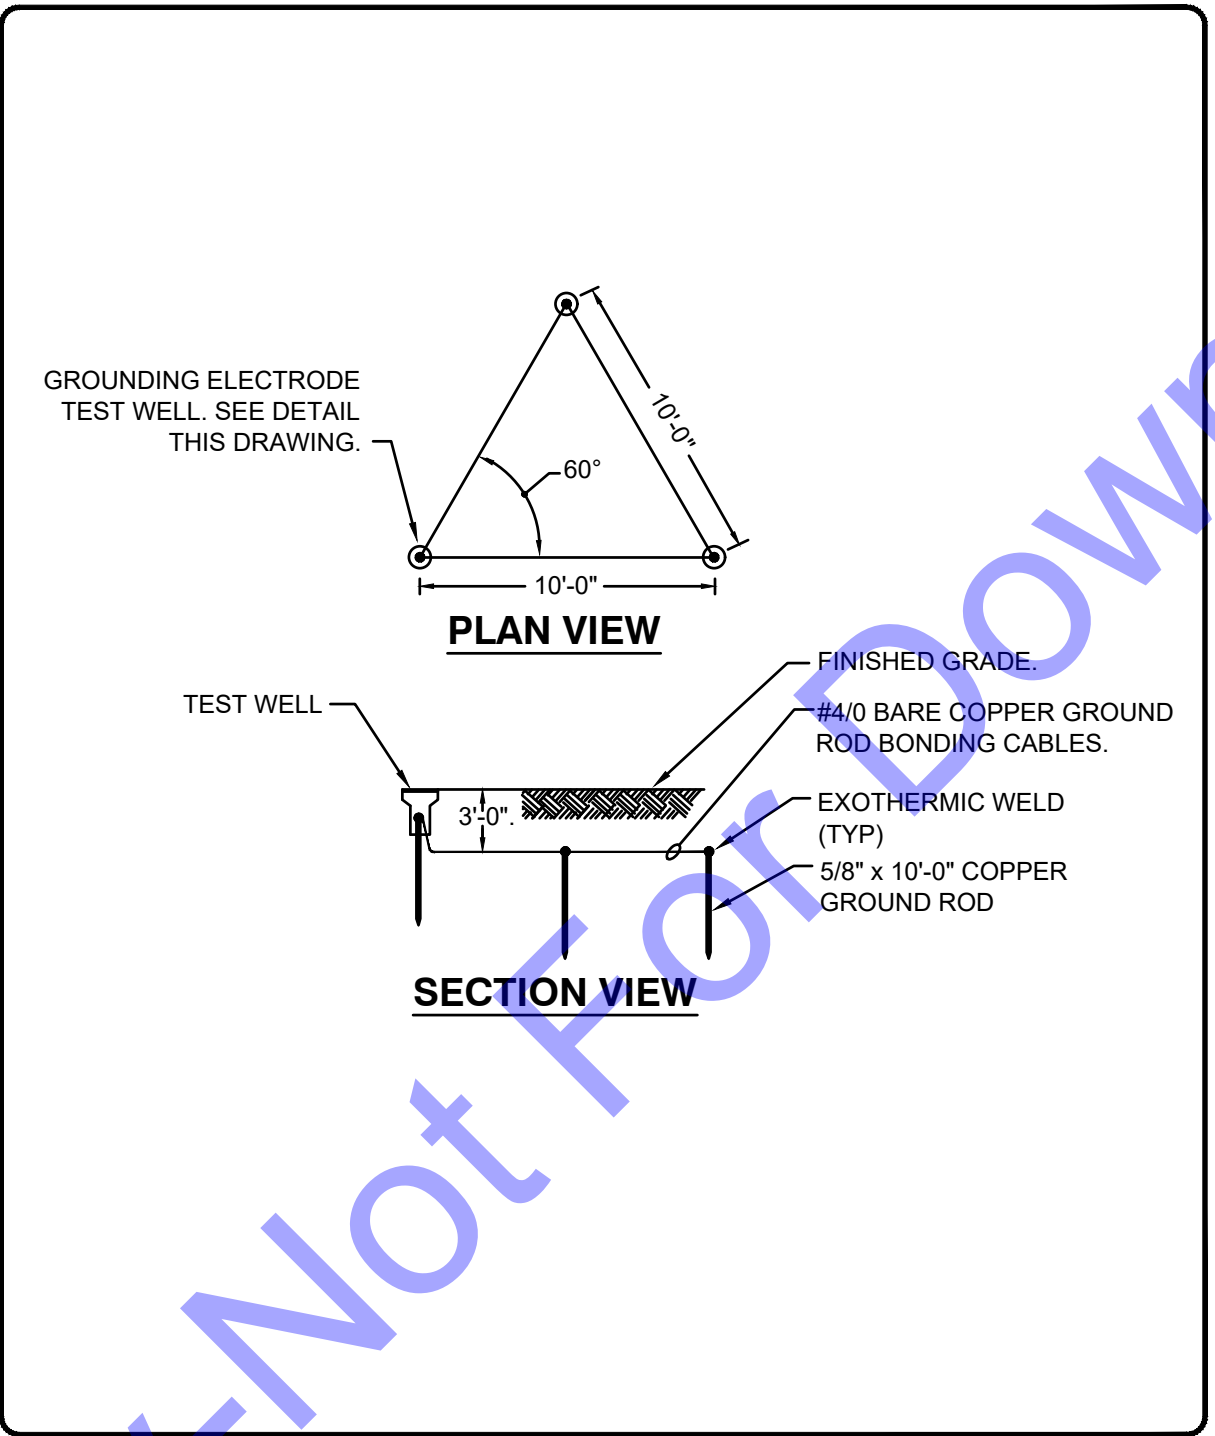 GROUNDING ELECTRODE
TEST WELL. SEE DETAIL
THIS DRAWING.
10'-0"
60°
10'-0"
PLAN VIEW
FINISHED GRADE.
TEST WELL
#4/0 BARE COPPER GROUND
ROD BONDING CABLES.
3'-0".
EXOTHERMIC WELD
(TYP)
5/8" x 10'-0" COPPER
GROUND ROD
SECTION VIEW
-Not For Down